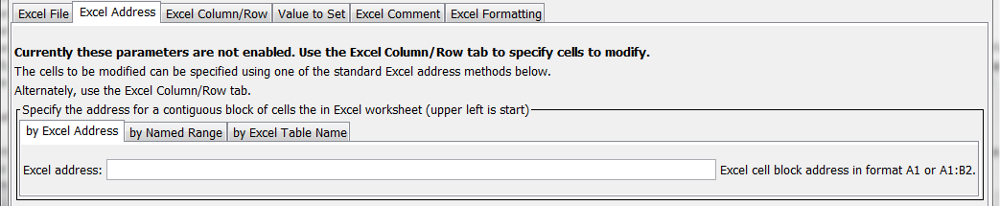 Excel File Excel Address Excel Column/Row Value to Set Excel Comment Excel Formatting
Currently these parameters are not enabled. Use the Excel Column/Row tab to specify cells to modify.
The cells to be modified can be specified using one of the standard Excel address methods below.
Alternately, use the Excel Column/Row tab.
Specify the address for a contiguous block of cells the in Excel worksheet (upper left is start)
by Excel Address by Named Range by Excel Table Name
Excel address: Excel cell block address in format A1 or A1:B2.